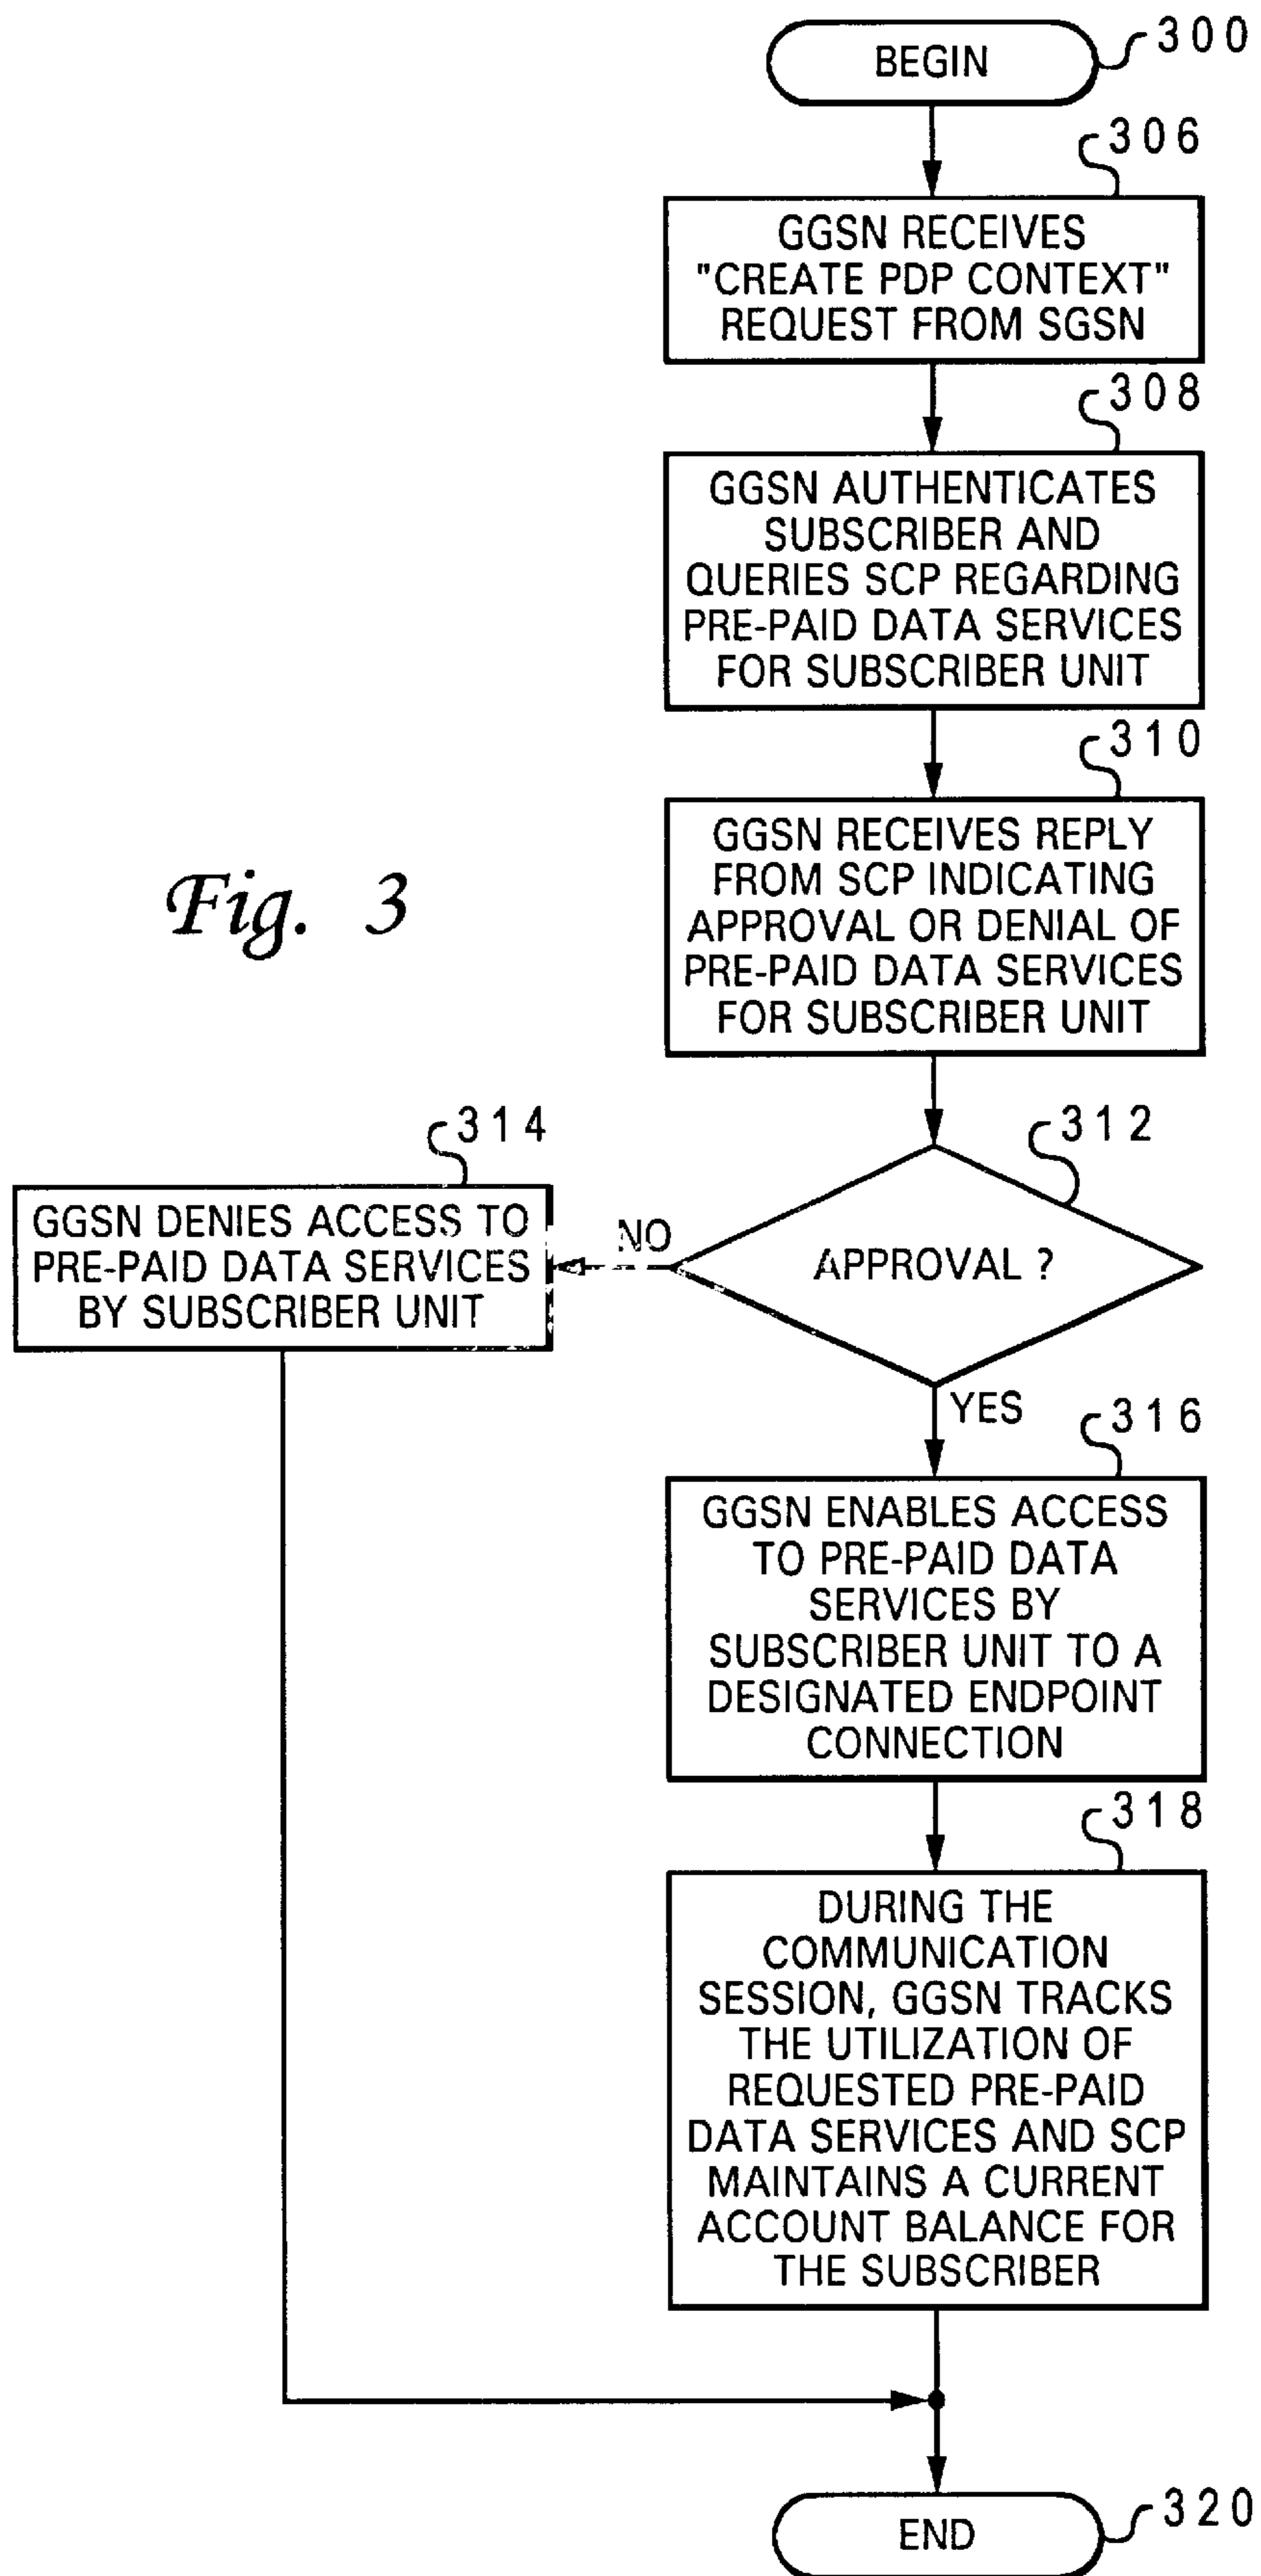 300
BEGIN
306
GGSN RECEIVES
"CREATE PDP CONTEXT"
REQUEST FROM SGSN
308
GGSN AUTHENTICATES
SUBSCRIBER AND
QUERIES SCP REGARDING
PRE-PAID DATA SERVICES
FOR SUBSCRIBER UNIT
310
GGSN RECEIVES REPLY
FROM SCP INDICATING
APPROVAL OR DENIAL OF
PRE-PAID DATA SERVICES
FOR SUBSCRIBER UNIT
Fig. 3
312
APPROVAL ?
NO
314
GGSN DENIES ACCESS TO
PRE-PAID DATA SERVICES
BY SUBSCRIBER UNIT
YES
316
GGSN ENABLES ACCESS
TO PRE-PAID DATA
SERVICES BY
SUBSCRIBER UNIT TO A
DESIGNATED ENDPOINT
CONNECTION
318
DURING THE
COMMUNICATION
SESSION, GGSN TRACKS
THE UTILIZATION OF
REQUESTED PRE-PAID
DATA SERVICES AND SCP
MAINTAINS A CURRENT
ACCOUNT BALANCE FOR
THE SUBSCRIBER
320
END